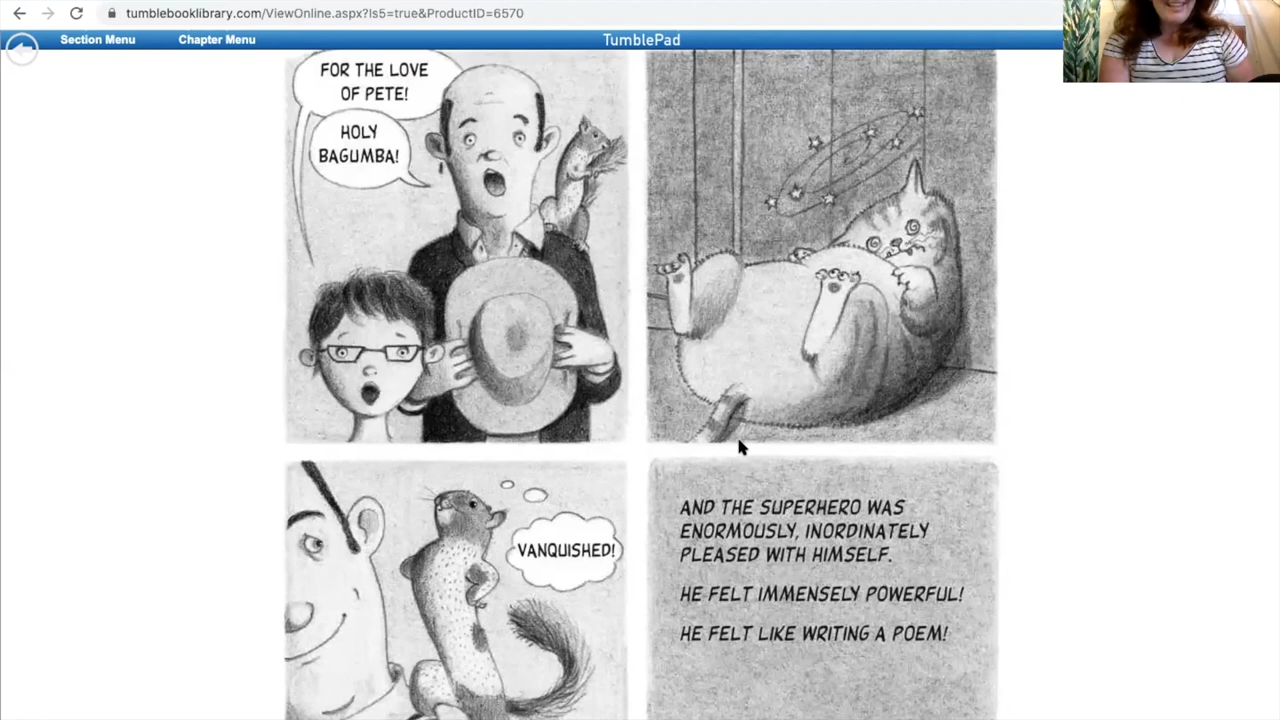 tumblebooklibrary.com/ViewOnline.aspx?ls5=true&ProductID=6570
Section Menu
Chapter Menu
TumblePad
FOR THE LOVE
OF PETE!
HOLY
BAGUMBA!
VANQUISHED!
AND THE SUPERHERO WAS
ENORMOUSLY, INORDINATELY
PLEASED WITH HIMSELF.
HE FELT IMMENSELY POWERFUL!
HE FELT LIKE WRITING A POEM!